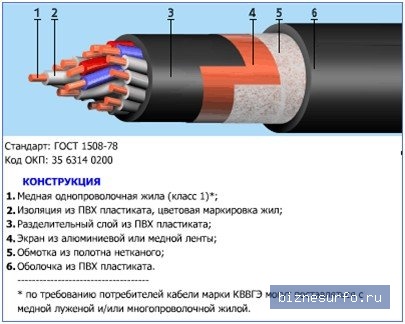 1 2 3 4 5 6
Стандарт: ГОСТ 1508-78
Код ОКП: 35 6314 0200
КОНСТРУКЦИЯ
1. Медная однопроволочная жила (класс 1)*;
2. Изоляция из ПВХ пластиката, цветовая маркировка жил;
3. Разделительный слой из ПВХ пластиката;
4. Экран из алюминиевой или медной ленты;
5. Обмотка из полотна нетканого;
6. Оболочка из ПВХ пластиката.
------------------------------------
* по требованию потребителей кабели марки КВВГЭ могут поставляться с
медной луженой и/или многопроволочной жилой.
biznesurfo.ru